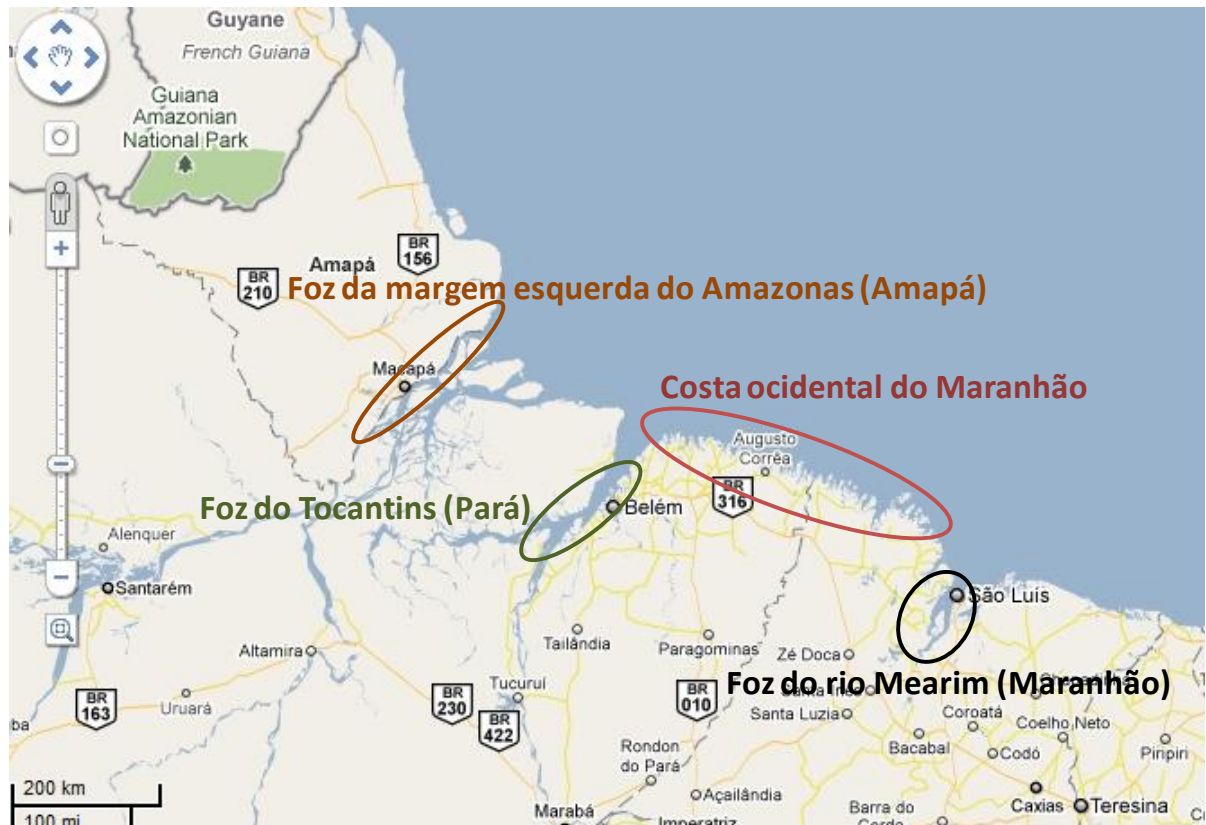 Guyane
French Guiana
Guiana
Amazonian
National Park
BR
156
Amapá
BR
210
Foz da margem esquerda do Amazonas (Amapá)
Macapá
Costa ocidental do Maranhão
Augusto
Corrêa
BR
316
Foz do Tocantins (Pará)
Belém
Alenquer
Santarém
São Luís
Tailândia
Paragominas
Zé Doca
Altamira
Foz do rio Mearim (Maranhão)
Tucuruí
BR
163
Uruará
BR
230
BR
422
BR
010
Santa Luzia
Coroatá
Coelho Neto
Bacabal
Codó
Piripiri
Rondon
do Pará
200 km
100 mi
Açailândia
Marabá
Imperatriz
Barra do
Corda
Caxias
Teresina